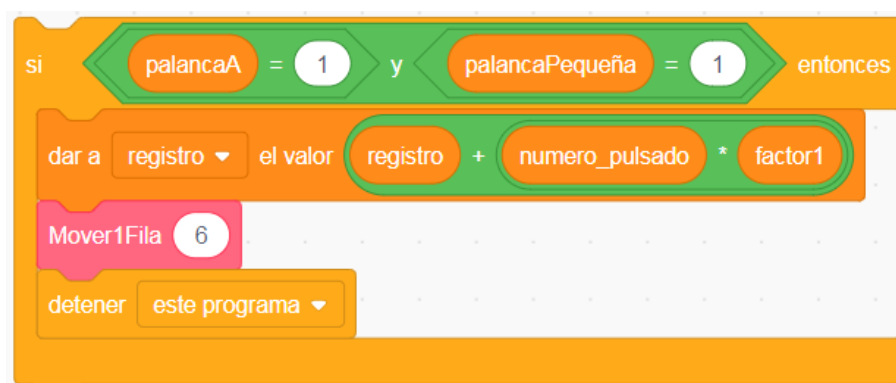 si palancaA = 1 y palancaPequeña = 1 entonces
dar a registro el valor registro + numero_pulsado * factor1
Mover1Fila 6
detener este programa